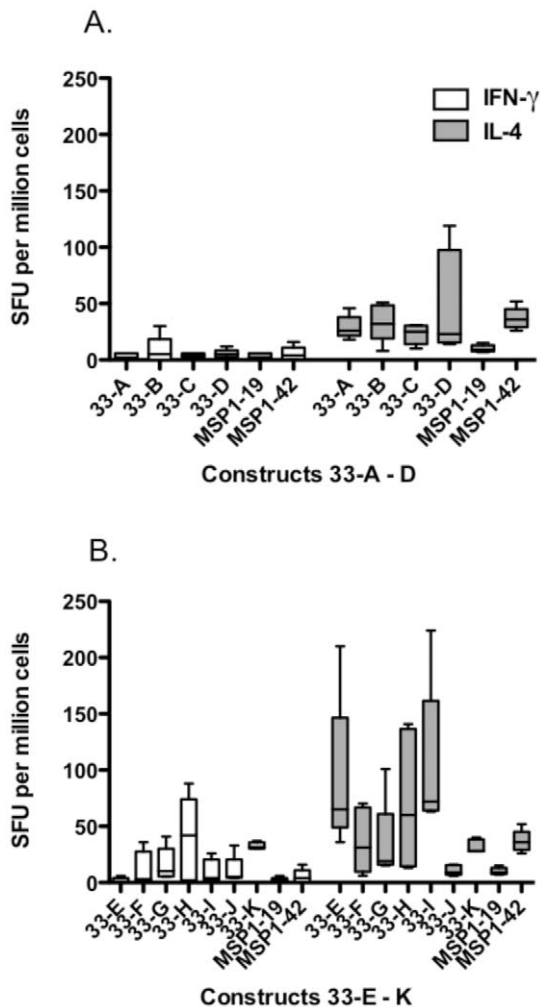 A.
250
200
150
100
50
0
SFU per million cells
IFN-γ
IL-4
33-A
33-B
33-C
33-D
MSP1-19
MSP1-42
33-A
33-B
33-C
33-D
MSP1-19
MSP1-42
Constructs 33-A - D
B.
250
200
150
100
50
0
SFU per million cells
33-E
33-F
33-G
33-H
33-I
33-J
33-K
MSP1-19
MSP1-42
33-E
33-F
33-G
33-H
33-I
33-J
33-K
MSP1-19
MSP1-42
Constructs 33-E - K